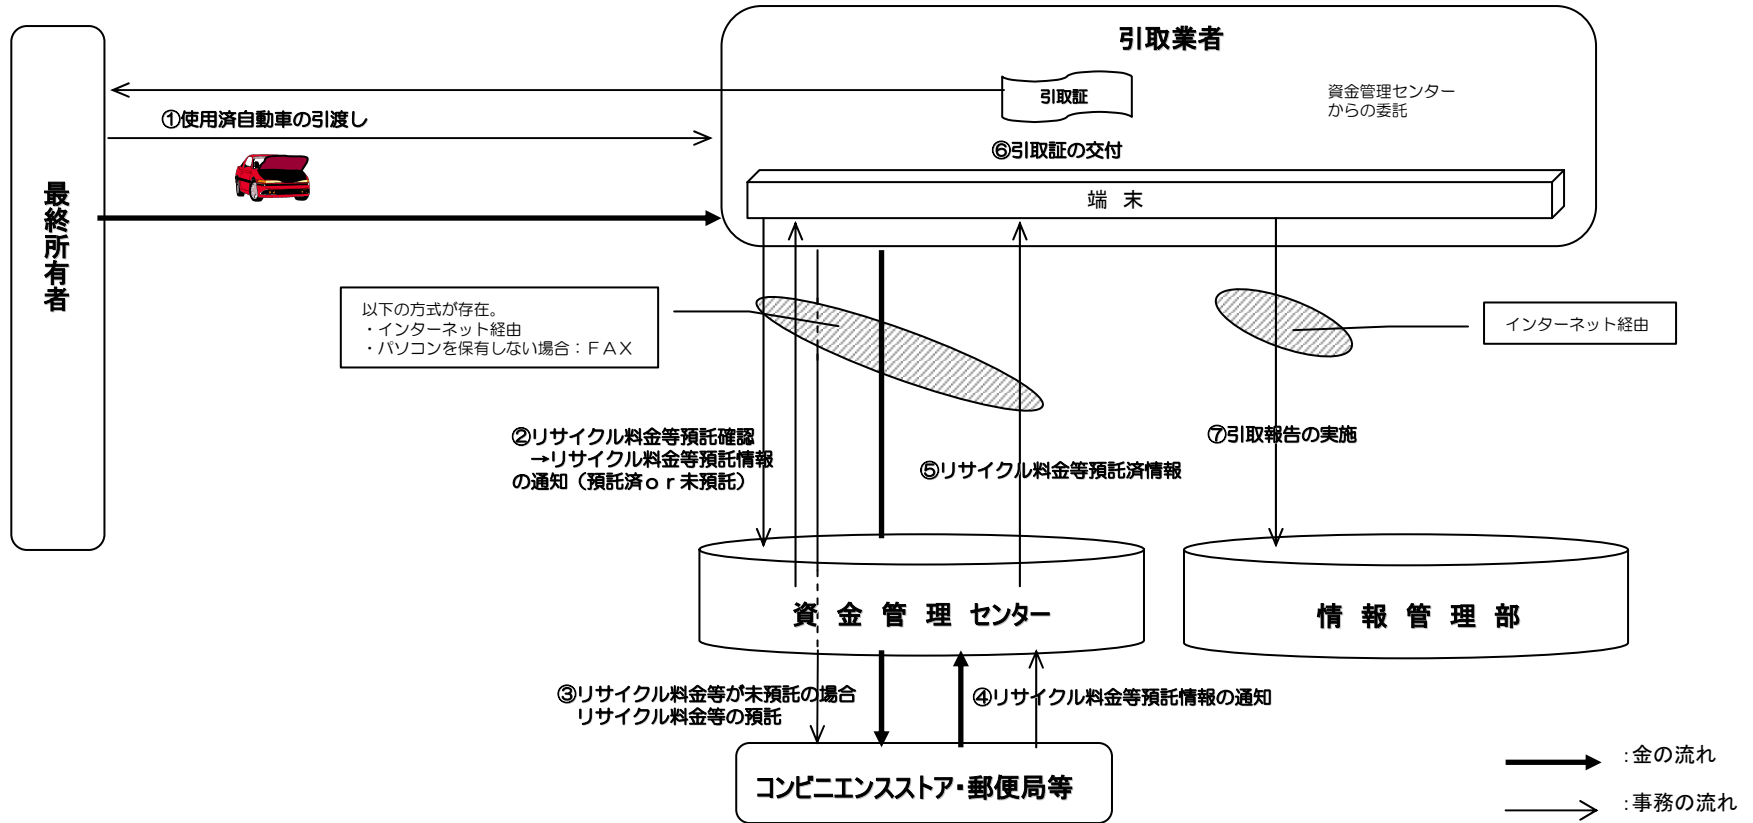 引取業者
引取証
資金管理センター
からの委託
①使用済自動車の引渡し
⑥引取証の交付
端 末
最終所有者
以下の方式が存在。
・インターネット経由
・パソコンを保有しない場合：ＦＡＸ
インターネット経由
②リサイクル料金等預託確認
→リサイクル料金等預託情報
の通知（預託済ｏｒ未預託）
⑤リサイクル料金等預託済情報
⑦引取報告の実施
資 金 管 理 センター
情 報 管 理 部
③リサイクル料金等が未預託の場合
リサイクル料金等の預託
④リサイクル料金等預託情報の通知
コンビニエンスストア・郵便局等
：金の流れ
：事務の流れ